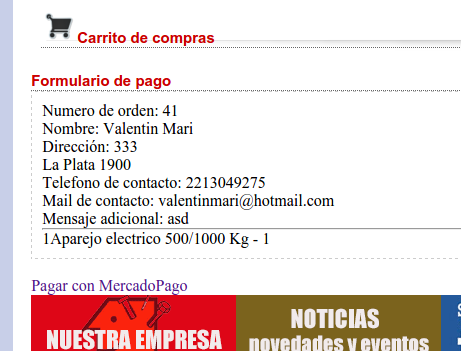 Carrito de compras
Formulario de pago
Numero de orden: 41
Nombre: Valentin Mari
Dirección: 333
La Plata 1900
Telefono de contacto: 2213049275
Mail de contacto: valentinmari@hotmail.com
Mensaje adicional: asd
1Aparejo electrico 500/1000 Kg - 1
Pagar con MercadoPago
NUESTRA EMPRESA
NOTICIAS
novedades y eventos